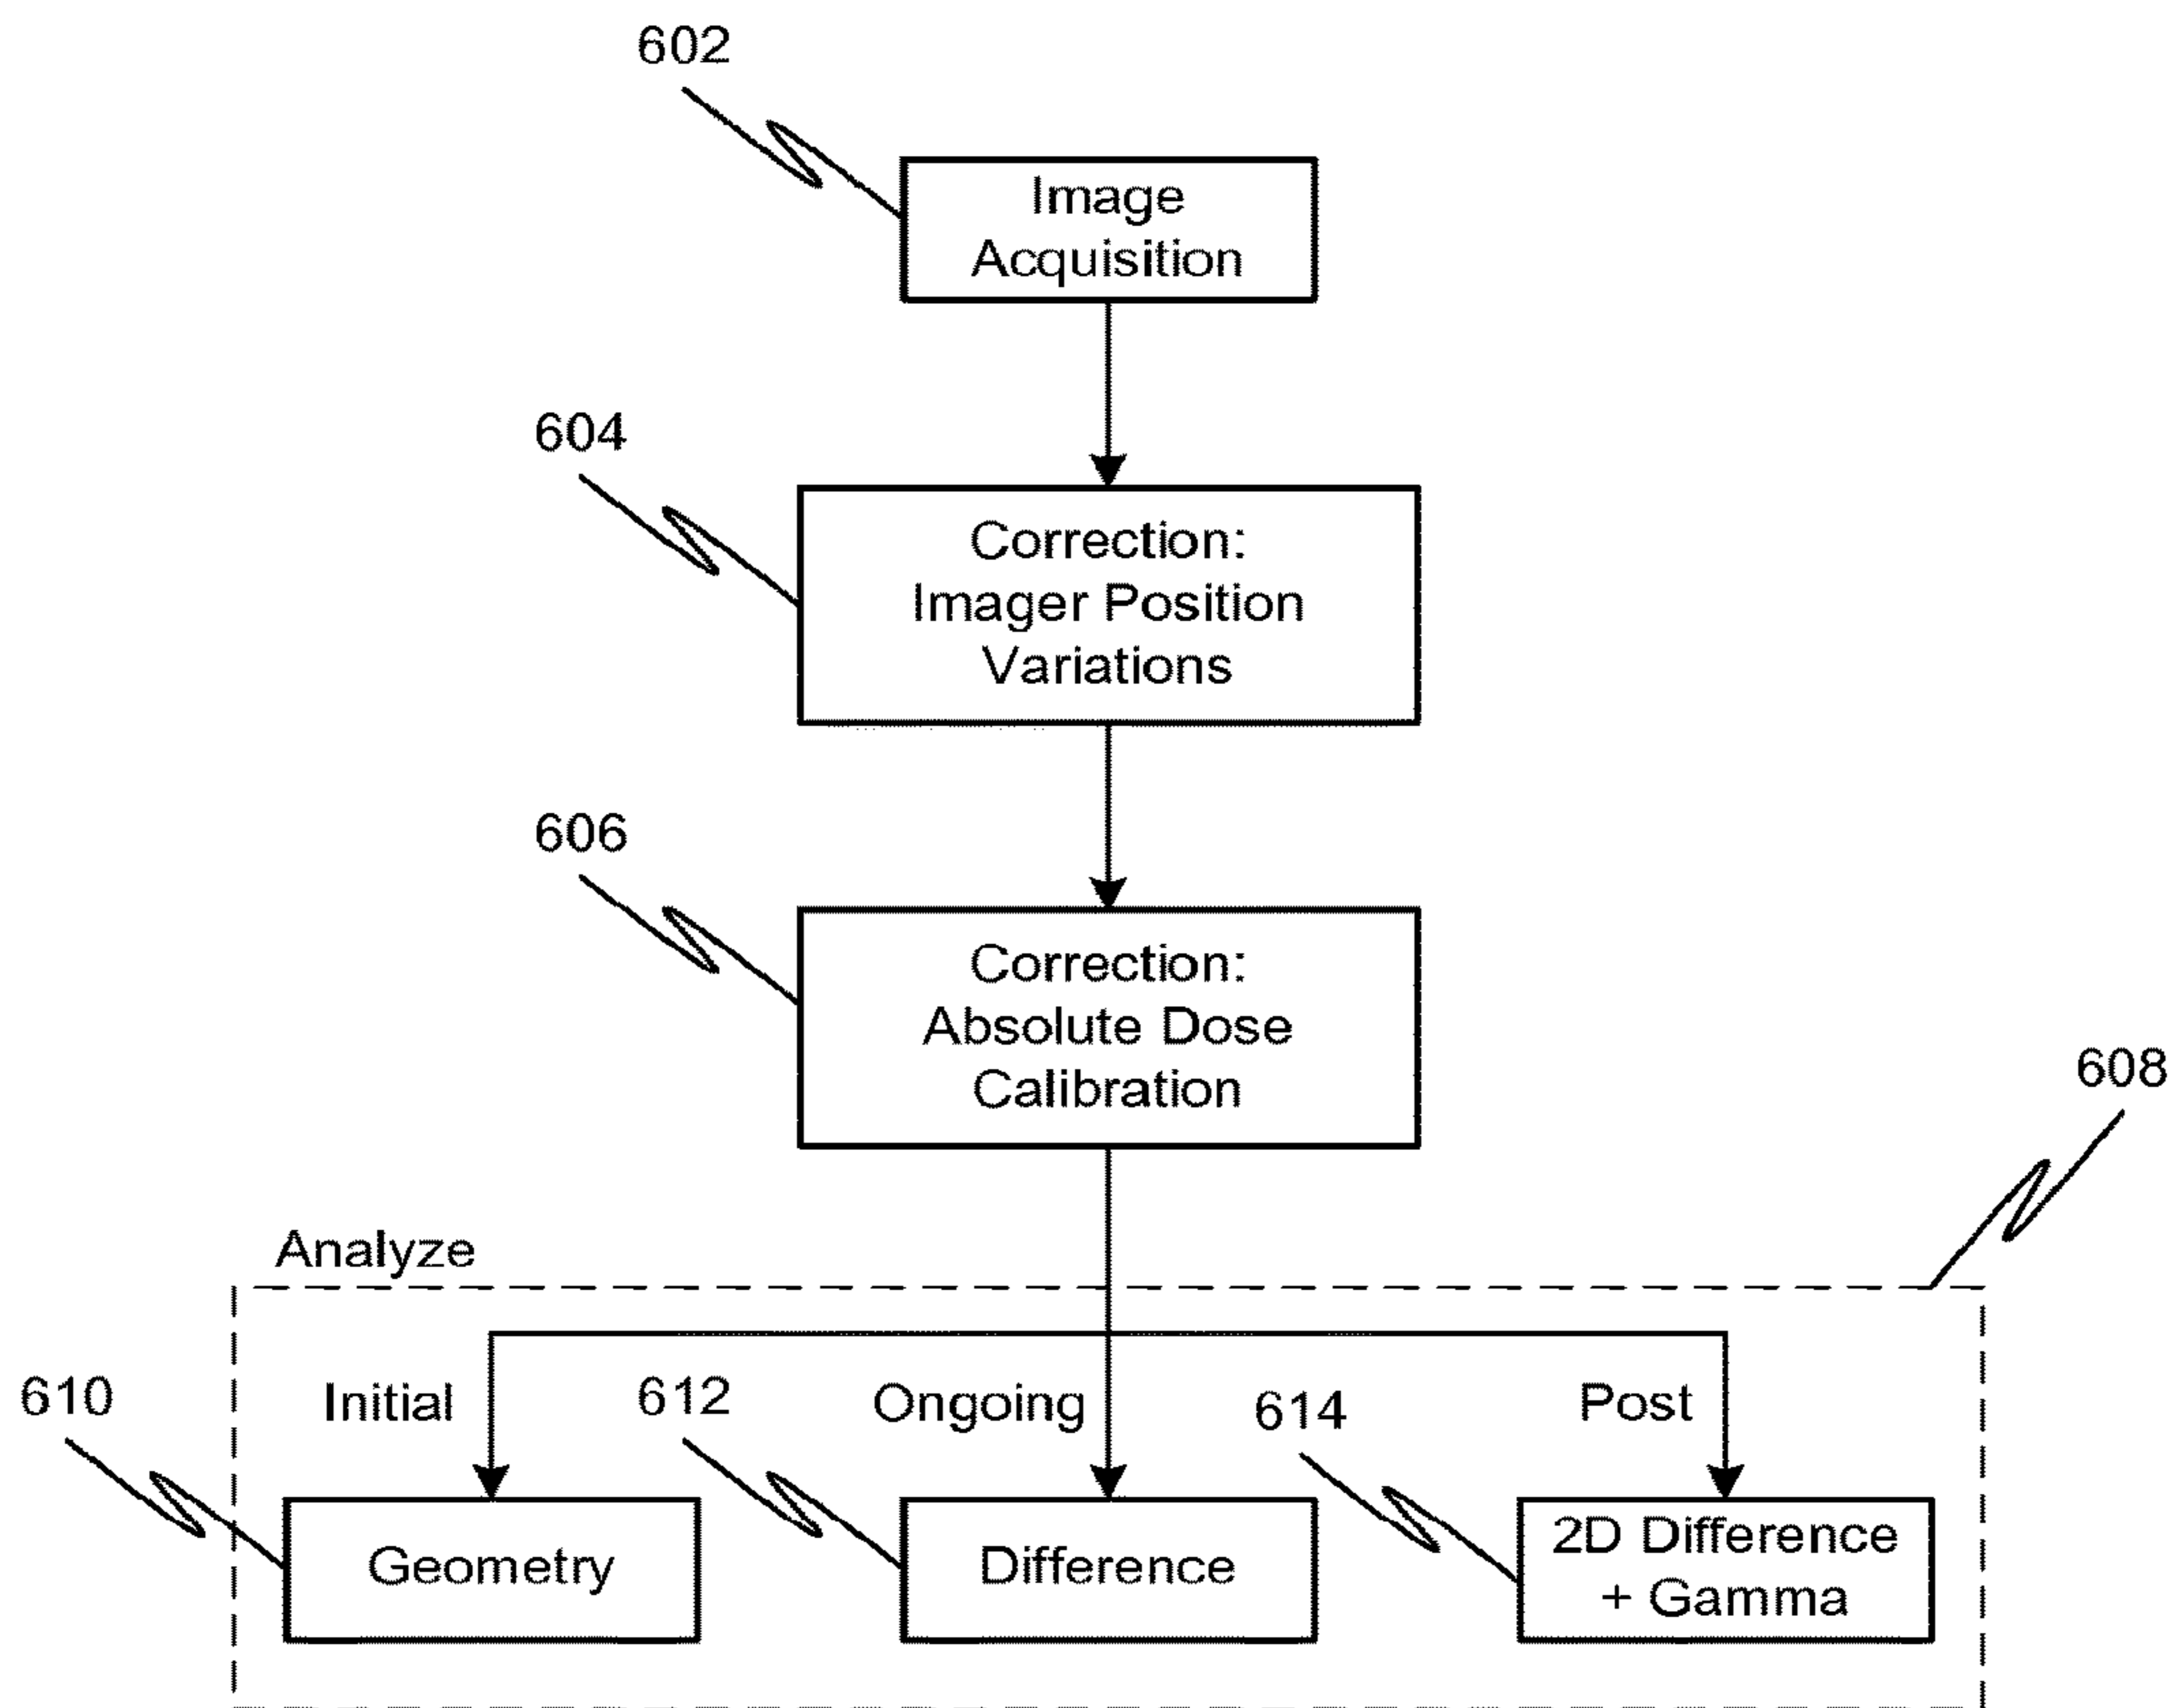 602
Image
Acquisition
604
Correction:
Imager Position
Variations
606
Correction:
Absolute Dose
Calibration
608
Analyze
610
Initial
612
Ongoing
614
Post
Geometry
Difference
2D Difference
+ Gamma